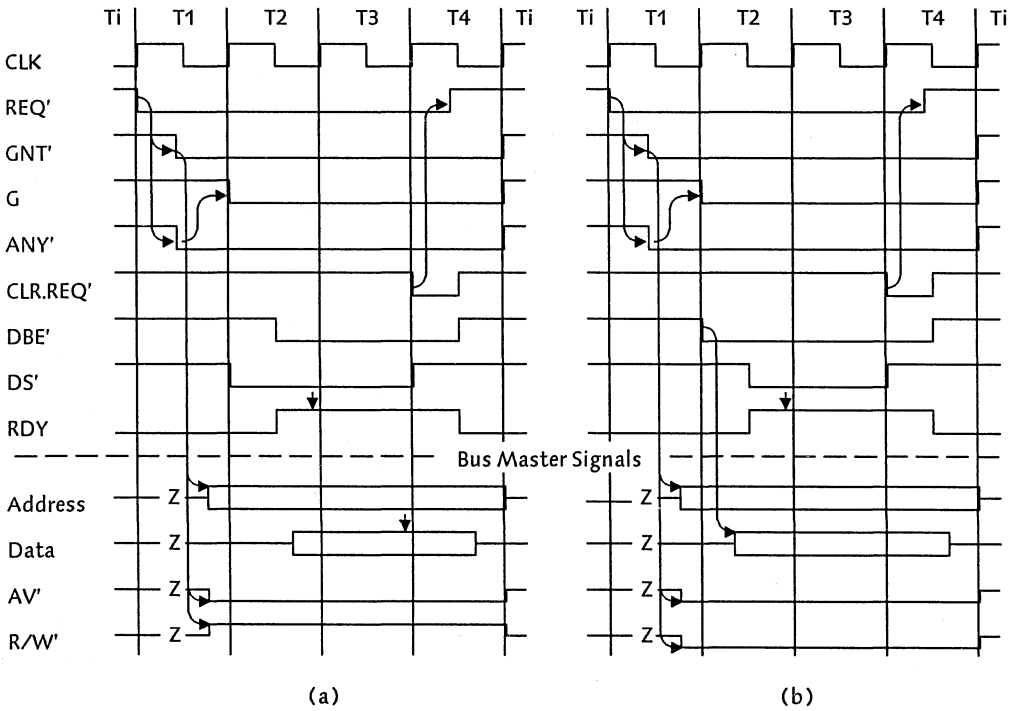 Ti T1 T2 T3 T4 Ti Ti T1 T2 T3 T4 Ti
CLK
REQ'
GNT'
G
ANY'
CLR.REQ'
DBE'
DS'
RDY
Bus Master Signals
Address Z Z
Data Z Z
AV' Z Z
R/W' Z Z
(a) (b)